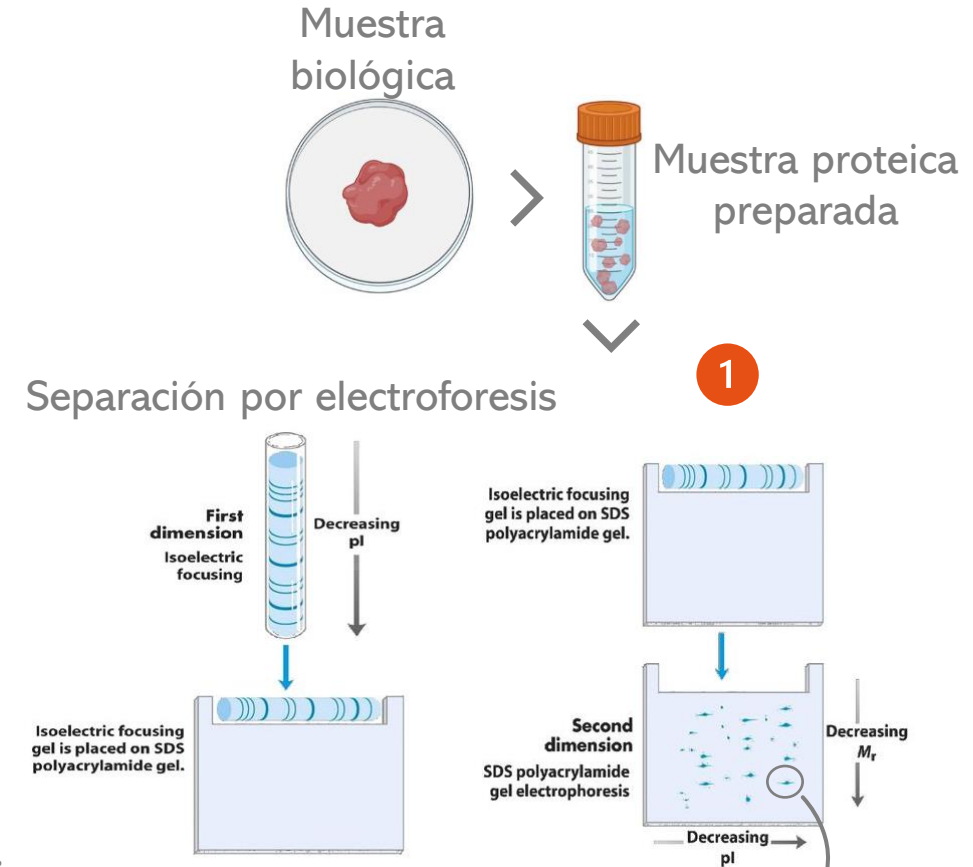 Muestra
biológica
Muestra proteica
preparada
1
Separación por electroforesis
First
dimension
Isoelectric
focusing
Decreasing
pI
Isoelectric focusing
gel is placed on SDS
polyacrylamide gel.
Isoelectric focusing
gel is placed on SDS
polyacrylamide gel.
Second
dimension
SDS polyacrylamide
gel electrophoresis
Decreasing
Mr
Decreasing
pI